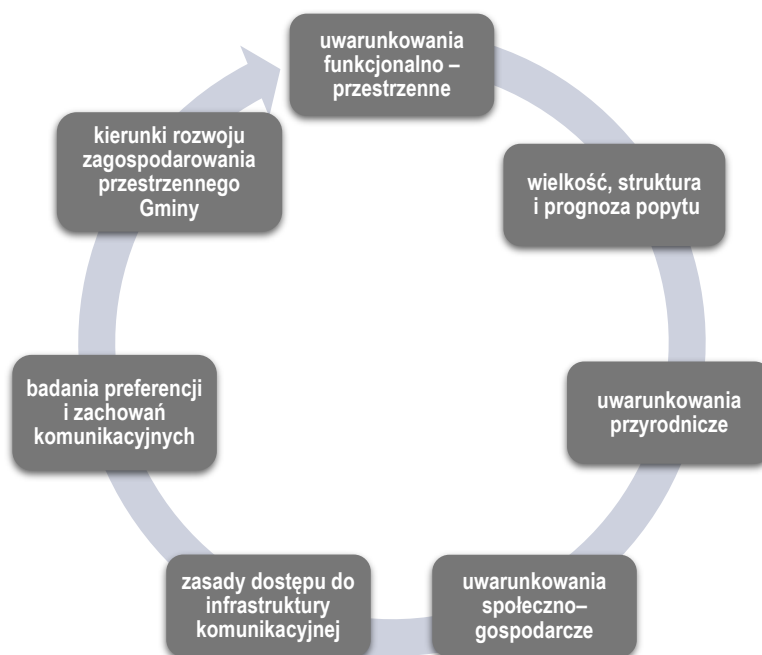 uwarunkowania
funkcjonalno –
przestrzenne
wielkość, struktura
i prognoza popytu
uwarunkowania
przyrodnicze
uwarunkowania
społeczno–
gospodarcze
zasady dostępu do
infrastruktury
komunikacyjnej
badania preferencji
i zachowań
komunikacyjnych
kierunki rozwoju
zagospodarowania
przestrzennego
Gminy